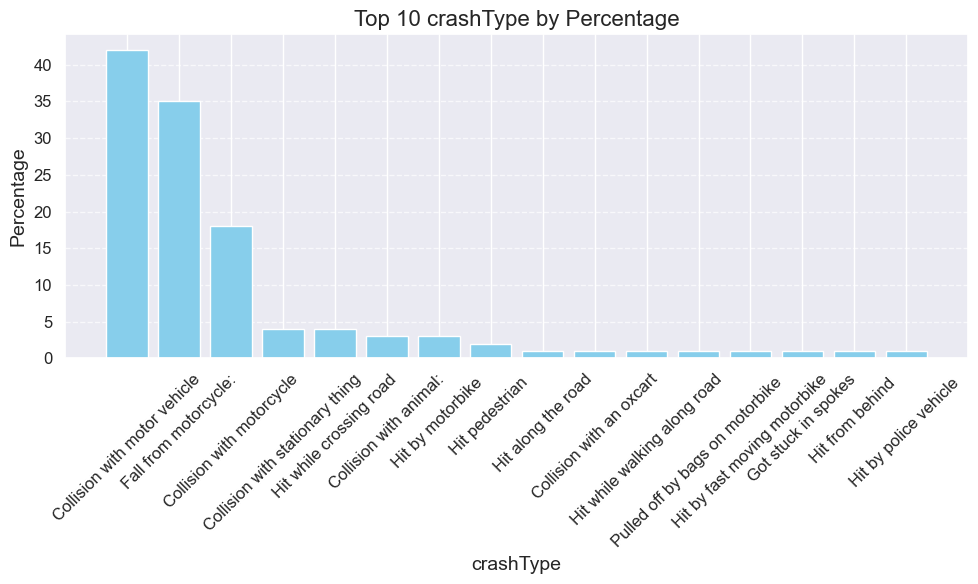 Top 10 crashType by Percentage
Percentage
40
35
30
25
20
15
10
5
0
Collision with motor vehicle
Fall from motorcycle:
Collision with motorcycle
Collision with stationary thing
Hit while crossing road
Collision with animal:
Hit by motorbike
Hit pedestrian
Hit along the road
Collision with an oxcart
Hit while walking along road
Pulled off by bags on motorbike
Hit by fast moving motorbike
Got stuck in spokes
Hit from behind
Hit by police vehicle
crashType